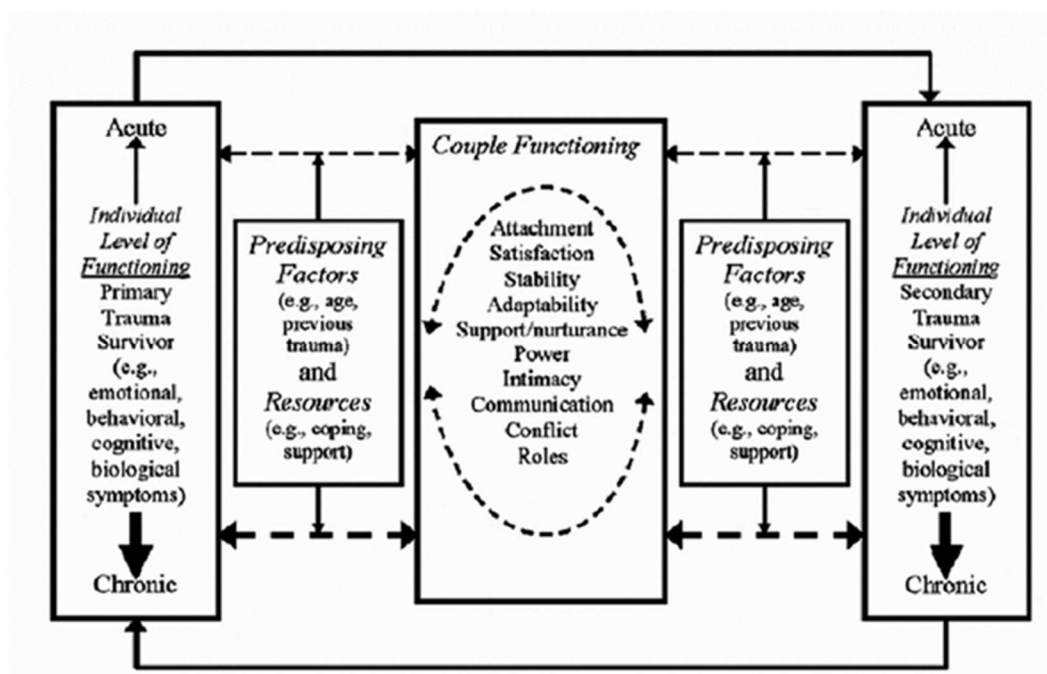 Acute
Individual
Level of
Functioning
Primary
Trauma
Survivor
(e.g.,
emotional,
behavioral,
cognitive,
biological
symptoms)
Chronic
Predisposing
Factors
(e.g., age,
previous
trauma)
and
Resources
(e.g., coping,
support)
Couple Functioning
Attachment
Satisfaction
Stability
Adaptability
Support/nurturance
Power
Intimacy
Communication
Conflict
Roles
Predisposing
Factors
(e.g., age,
previous
trauma)
and
Resources
(e.g., coping,
support)
Acute
Individual
Level of
Functioning
Secondary
Trauma
Survivor
(e.g.,
emotional,
behavioral,
cognitive,
biological
symptoms)
Chronic